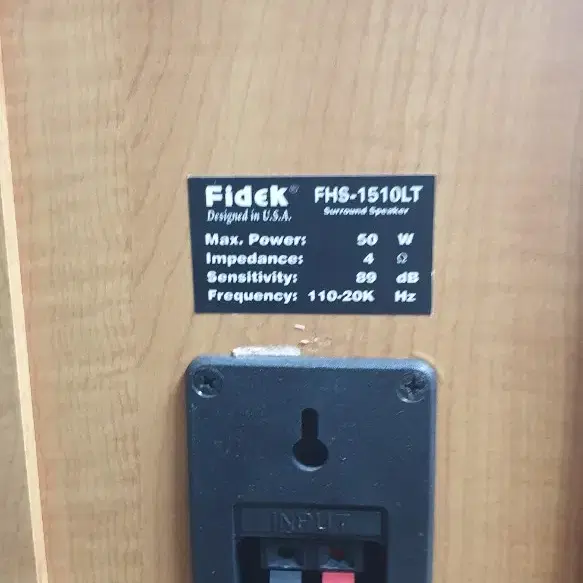 Fidek® FHS-1510LT
Designed in U.S.A. Surround Speaker
Max. Power: 50 W
Impedance: 4 Ω
Sensitivity: 89 dB
Frequency: 110-20K Hz
INPUT